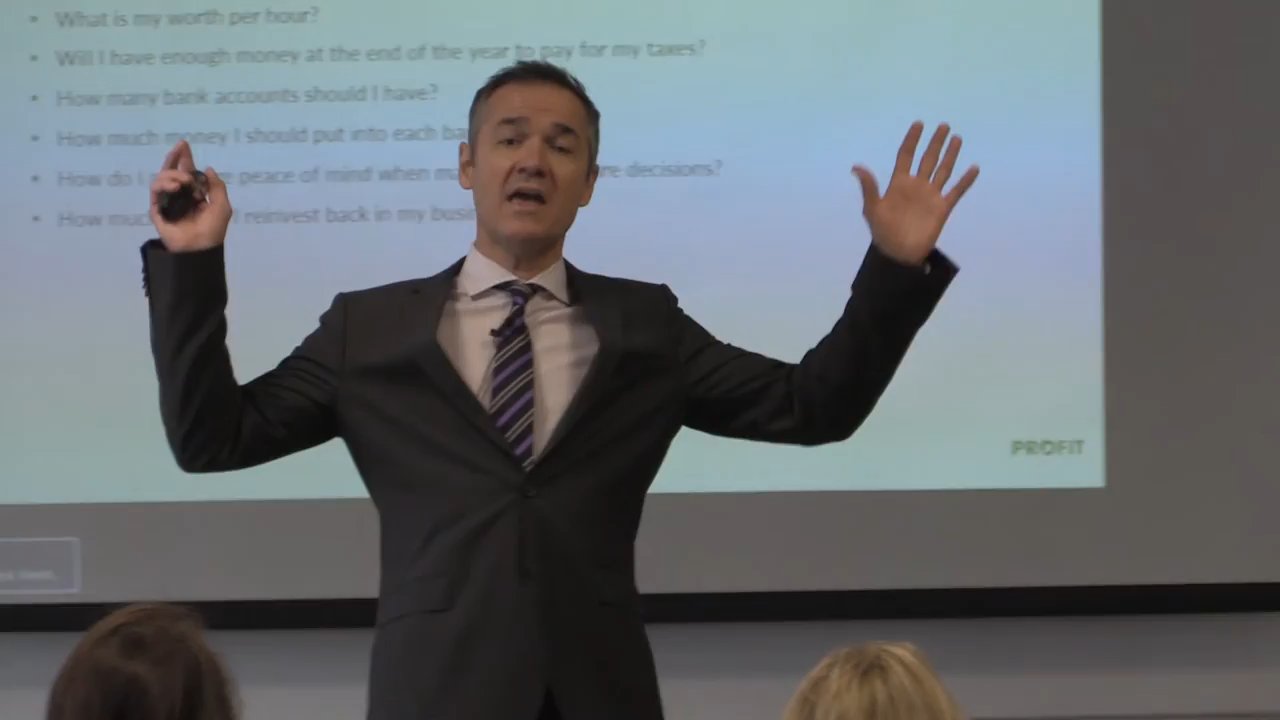 • What is my worth per hour?
• Will I have enough money at the end of the year to pay for my taxes?
• How many bank accounts should I have?
• How much money I should put into each
• How do I peace of mind when decisions?
• How much reinvest back in my
PROFIT